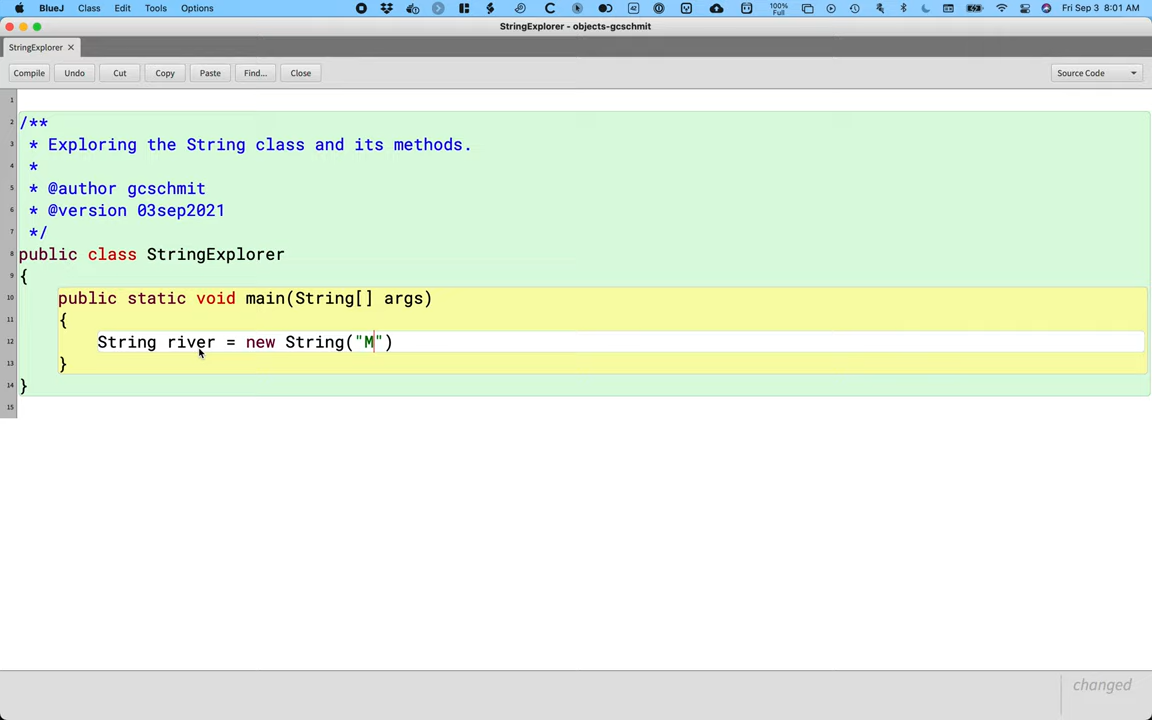 BlueJ Class Edit Tools Options 42 100% Full Fri Sep 3 8:01 AM
StringExplorer - objects-gcschmit
StringExplorer ×
Compile Undo Cut Copy Paste Find... Close Source Code
1
2 /**
3 * Exploring the String class and its methods.
4 *
5 * @author gcschmit
6 * @version 03sep2021
7 */
8 public class StringExplorer
9 {
10 public static void main(String[] args)
11 {
12 String river = new String("M")
13 }
14 }
15
changed